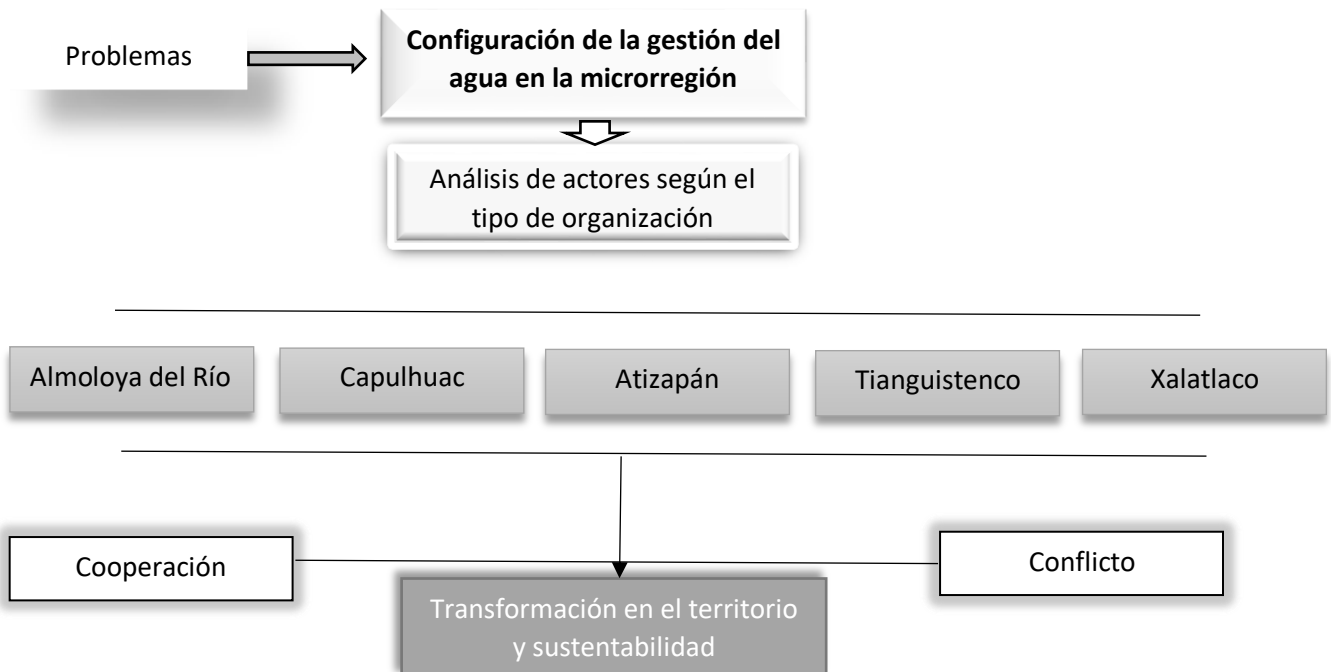 Problemas
Configuración de la gestión del
agua en la microrregión
Análisis de actores según el
tipo de organización
Almoloya del Río
Capulhuac
Atizapán
Tianguistenco
Xalatlaco
Cooperación
Conflicto
Transformación en el territorio
y sustentabilidad